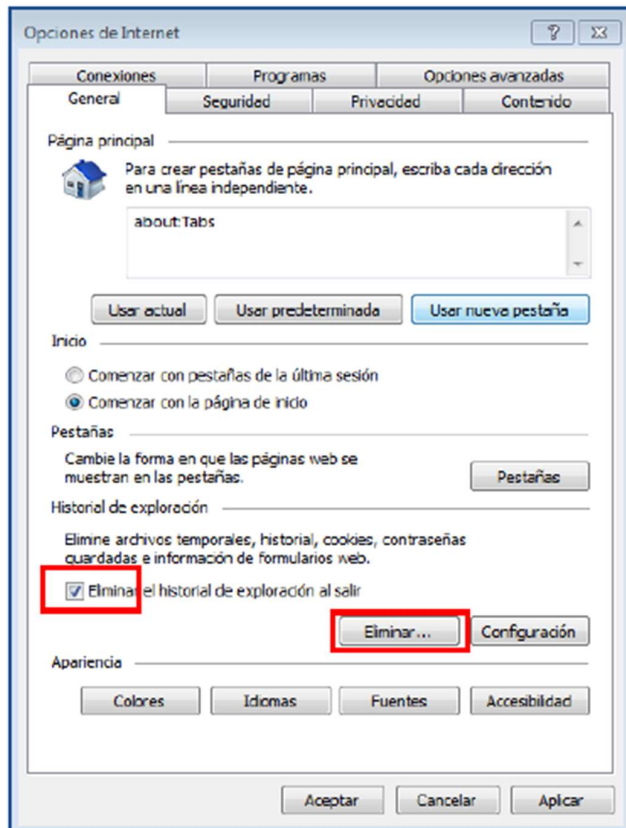 Opciones de Internet
Conexiones Programas Opciones avanzadas
General Seguridad Privacidad Contenido
Página principal
Para crear pestañas de página principal, escriba cada dirección
en una línea independiente.
about:Tabs
Usar actual Usar predeterminada Usar nueva pestaña
Inicio
Comenzar con pestañas de la última sesión
Comenzar con la página de inicio
Pestañas
Cambie la forma en que las páginas web se
muestran en las pestañas.
Pestañas
Historial de exploración
Elimine archivos temporales, historial, cookies, contraseñas
guardadas e información de formularios web.
Eliminar el historial de exploración al salir
Eliminar... Configuración
Apariencia
Colores Idiomas Fuentes Accesibilidad
Aceptar Cancelar Aplicar